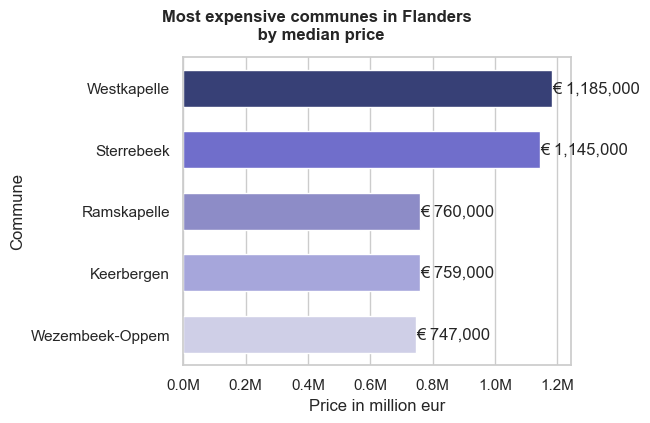 Most expensive communes in Flanders
by median price
Commune
Westkapelle
€ 1,185,000
Sterrebeek
€ 1,145,000
Ramskapelle
€ 760,000
Keerbergen
€ 759,000
Wezembeek-Oppem
€ 747,000
0.0M 0.2M 0.4M 0.6M 0.8M 1.0M 1.2M
Price in million eur